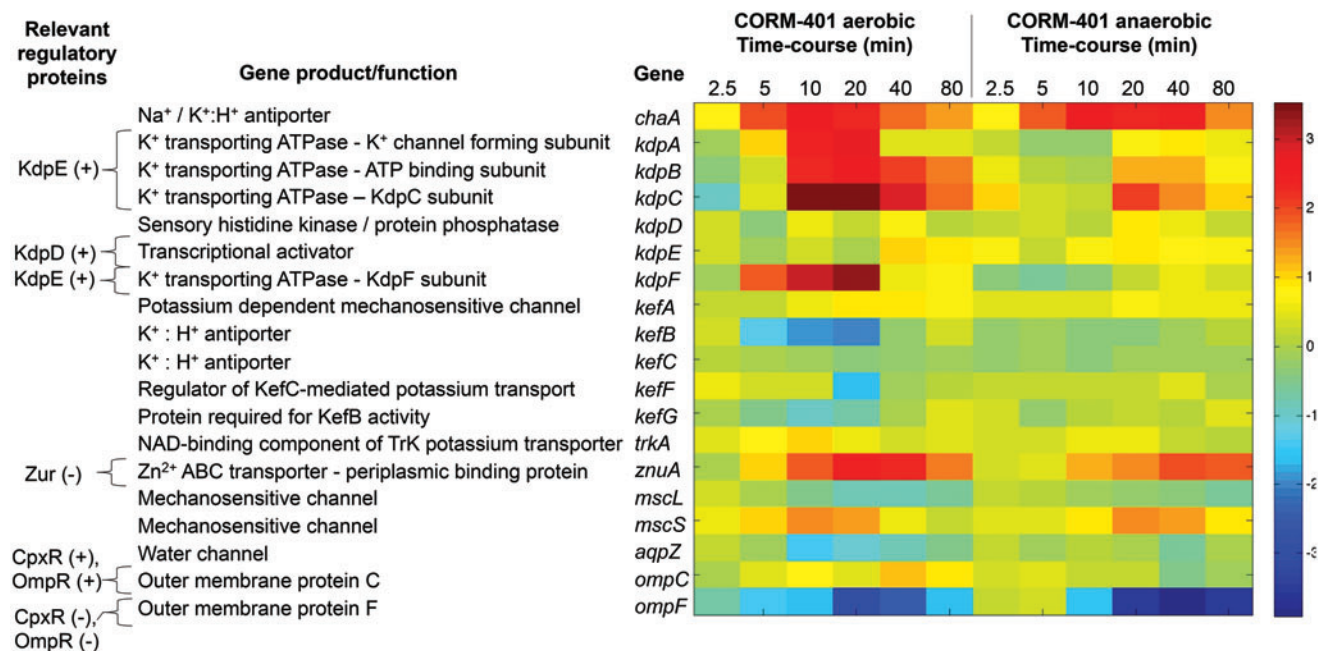 Relevant regulatory proteins
Gene product/function
Gene
CORM-401 aerobic
Time-course (min)
CORM-401 anaerobic
Time-course (min)
2.5 5 10 20 40 80 2.5 5 10 20 40 80
Na⁺ / K⁺:H⁺ antiporter chaA
K⁺ transporting ATPase - K⁺ channel forming subunit kdpA
KdpE (+) K⁺ transporting ATPase - ATP binding subunit kdpB
K⁺ transporting ATPase – KdpC subunit kdpC
Sensory histidine kinase / protein phosphatase kdpD
KdpD (+) Transcriptional activator kdpE
KdpE (+) K⁺ transporting ATPase - KdpF subunit kdpF
Potassium dependent mechanosensitive channel kefA
K⁺ : H⁺ antiporter kefB
K⁺ : H⁺ antiporter kefC
Regulator of KefC-mediated potassium transport kefF
Protein required for KefB activity kefG
NAD-binding component of TrK potassium transporter trkA
Zur (-) Zn²⁺ ABC transporter - periplasmic binding protein znuA
Mechanosensitive channel mscL
Mechanosensitive channel mscS
CpxR (+), Water channel aqpZ
OmpR (+) Outer membrane protein C ompC
CpxR (-), Outer membrane protein F ompF
OmpR (-)
3
2
1
0
-1
-2
-3